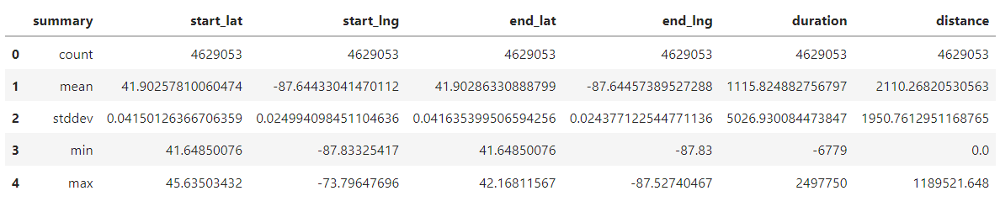 summary start_lat start_lng end_lat end_lng duration distance
0 count 4629053 4629053 4629053 4629053 4629053 4629053
1 mean 41.90257810060474 -87.64433041470112 41.90286330888799 -87.64457389527288 1115.824882756797 2110.26820530563
2 stddev 0.04150126366706359 0.024994098451104636 0.041635399506594256 0.024377122544771136 5026.930084473847 1950.7612951168765
3 min 41.64850076 -87.83325417 41.64850076 -87.83 -6779 0.0
4 max 45.63503432 -73.79647696 42.16811567 -87.52740467 2497750 1189521.648